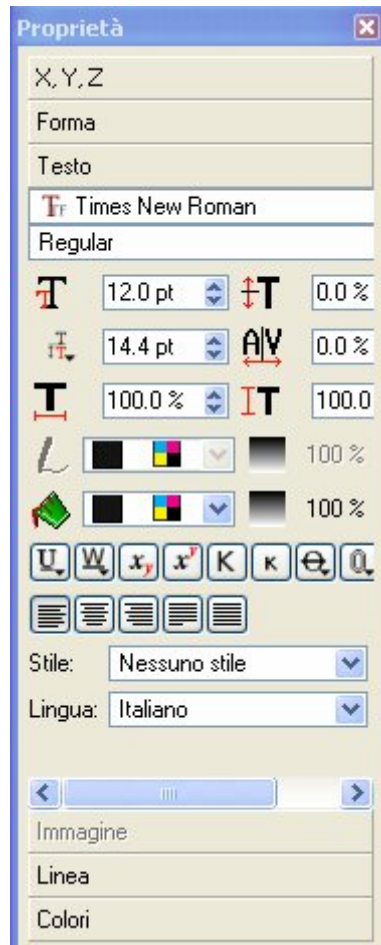 Proprietà
X, Y, Z
Forma
Testo
Times New Roman
Regular
12.0 pt 0.0 %
14.4 pt 0.0 %
100.0 % 100.0
100 %
100 %
Stile: Nessuno stile
Lingua: Italiano
Immagine
Linea
Colori